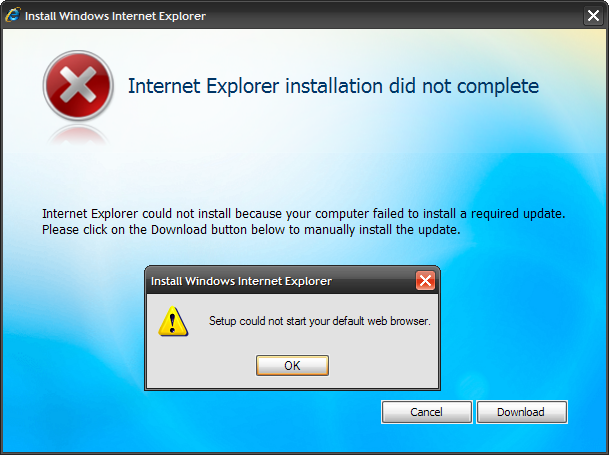 Install Windows Internet Explorer
Internet Explorer installation did not complete
Internet Explorer could not install because your computer failed to install a required update.
Please click on the Download button below to manually install the update.
Install Windows Internet Explorer
Setup could not start your default web browser.
OK
Cancel
Download